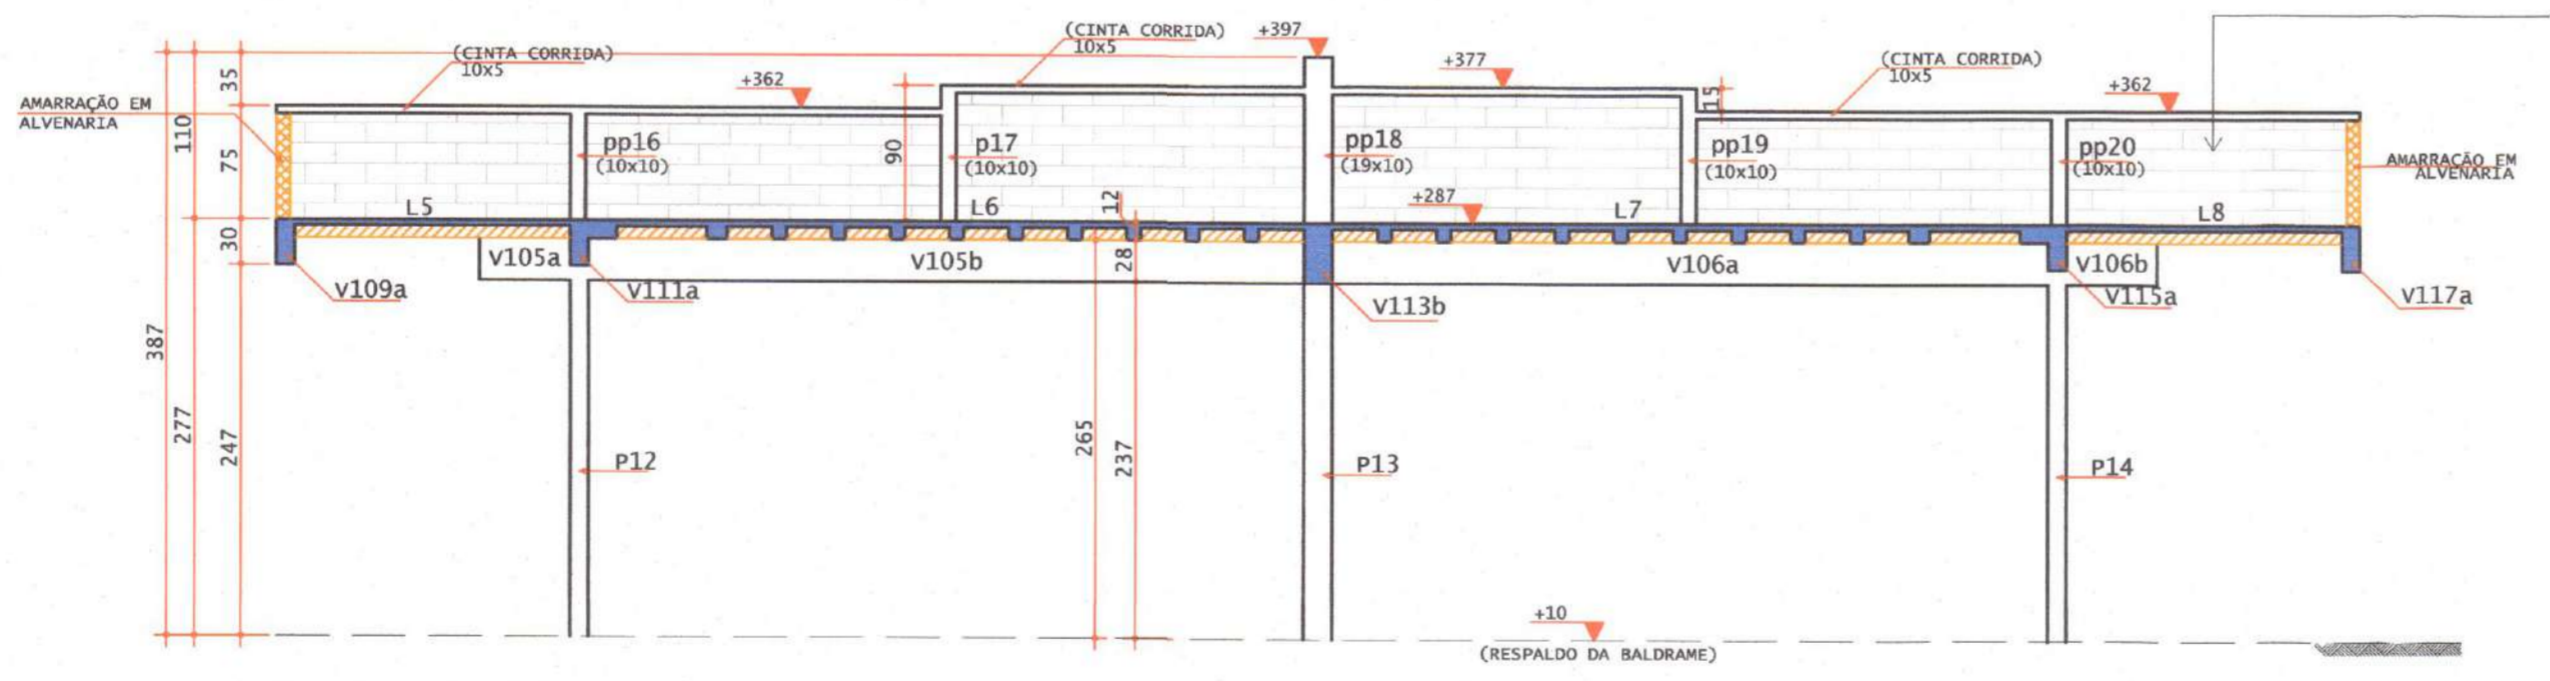 (CINTA CORRIDA)
10x5
(CINTA CORRIDA)
10x5
+397
+377
(CINTA CORRIDA)
10x5
+362
+362
35
15
AMARRAÇÃO EM
ALVENARIA
110
75
90
pp16
(10x10)
p17
(10x10)
pp18
(19x10)
pp19
(10x10)
pp20
(10x10)
AMARRAÇÃO EM
ALVENARIA
L5
L6
12
+287
L7
L8
30
V105a
V105b
28
V106a
V106b
V109a
V111a
V113b
V115a
V117a
387
277
247
265
237
P12
P13
P14
+10
(RESPALDO DA BALDRAME)